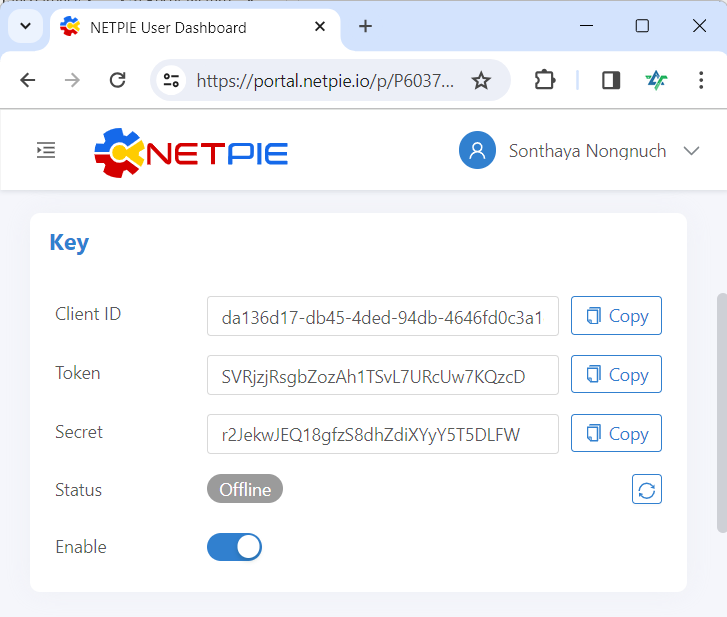 NETPIE User Dashboard
https://portal.netpie.io/p/P6037...
NETPIE
Sonthaya Nongnuch
Key
Client ID
da136d17-db45-4ded-94db-4646fd0c3a1
Copy
Token
SVRjzjRsgbZozAh1TSvL7URcUw7KQzcD
Copy
Secret
r2JekwJEQ18gfzS8dhZdiXYyY5T5DLFW
Copy
Status
Offline
Enable